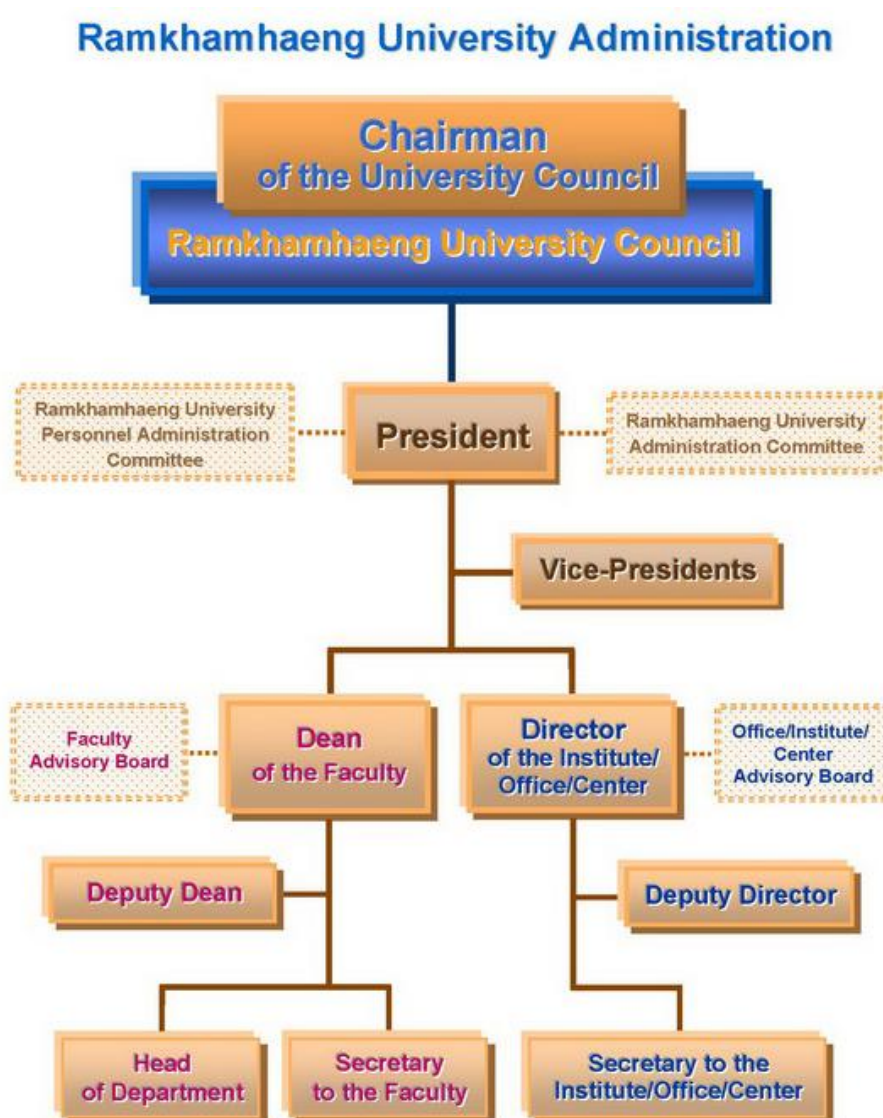 Ramkhamhaeng University Administration
Chairman
of the University Council
Ramkhamhaeng University Council
Ramkhamhaeng University
Personnel Administration
Committee
President
Ramkhamhaeng University
Administration Committee
Vice-Presidents
Faculty
Advisory Board
Dean
of the Faculty
Director
of the Institute/
Office/Center
Office/Institute/
Center
Advisory Board
Deputy Dean
Deputy Director
Head
of Department
Secretary
to the Faculty
Secretary to the
Institute/Office/Center